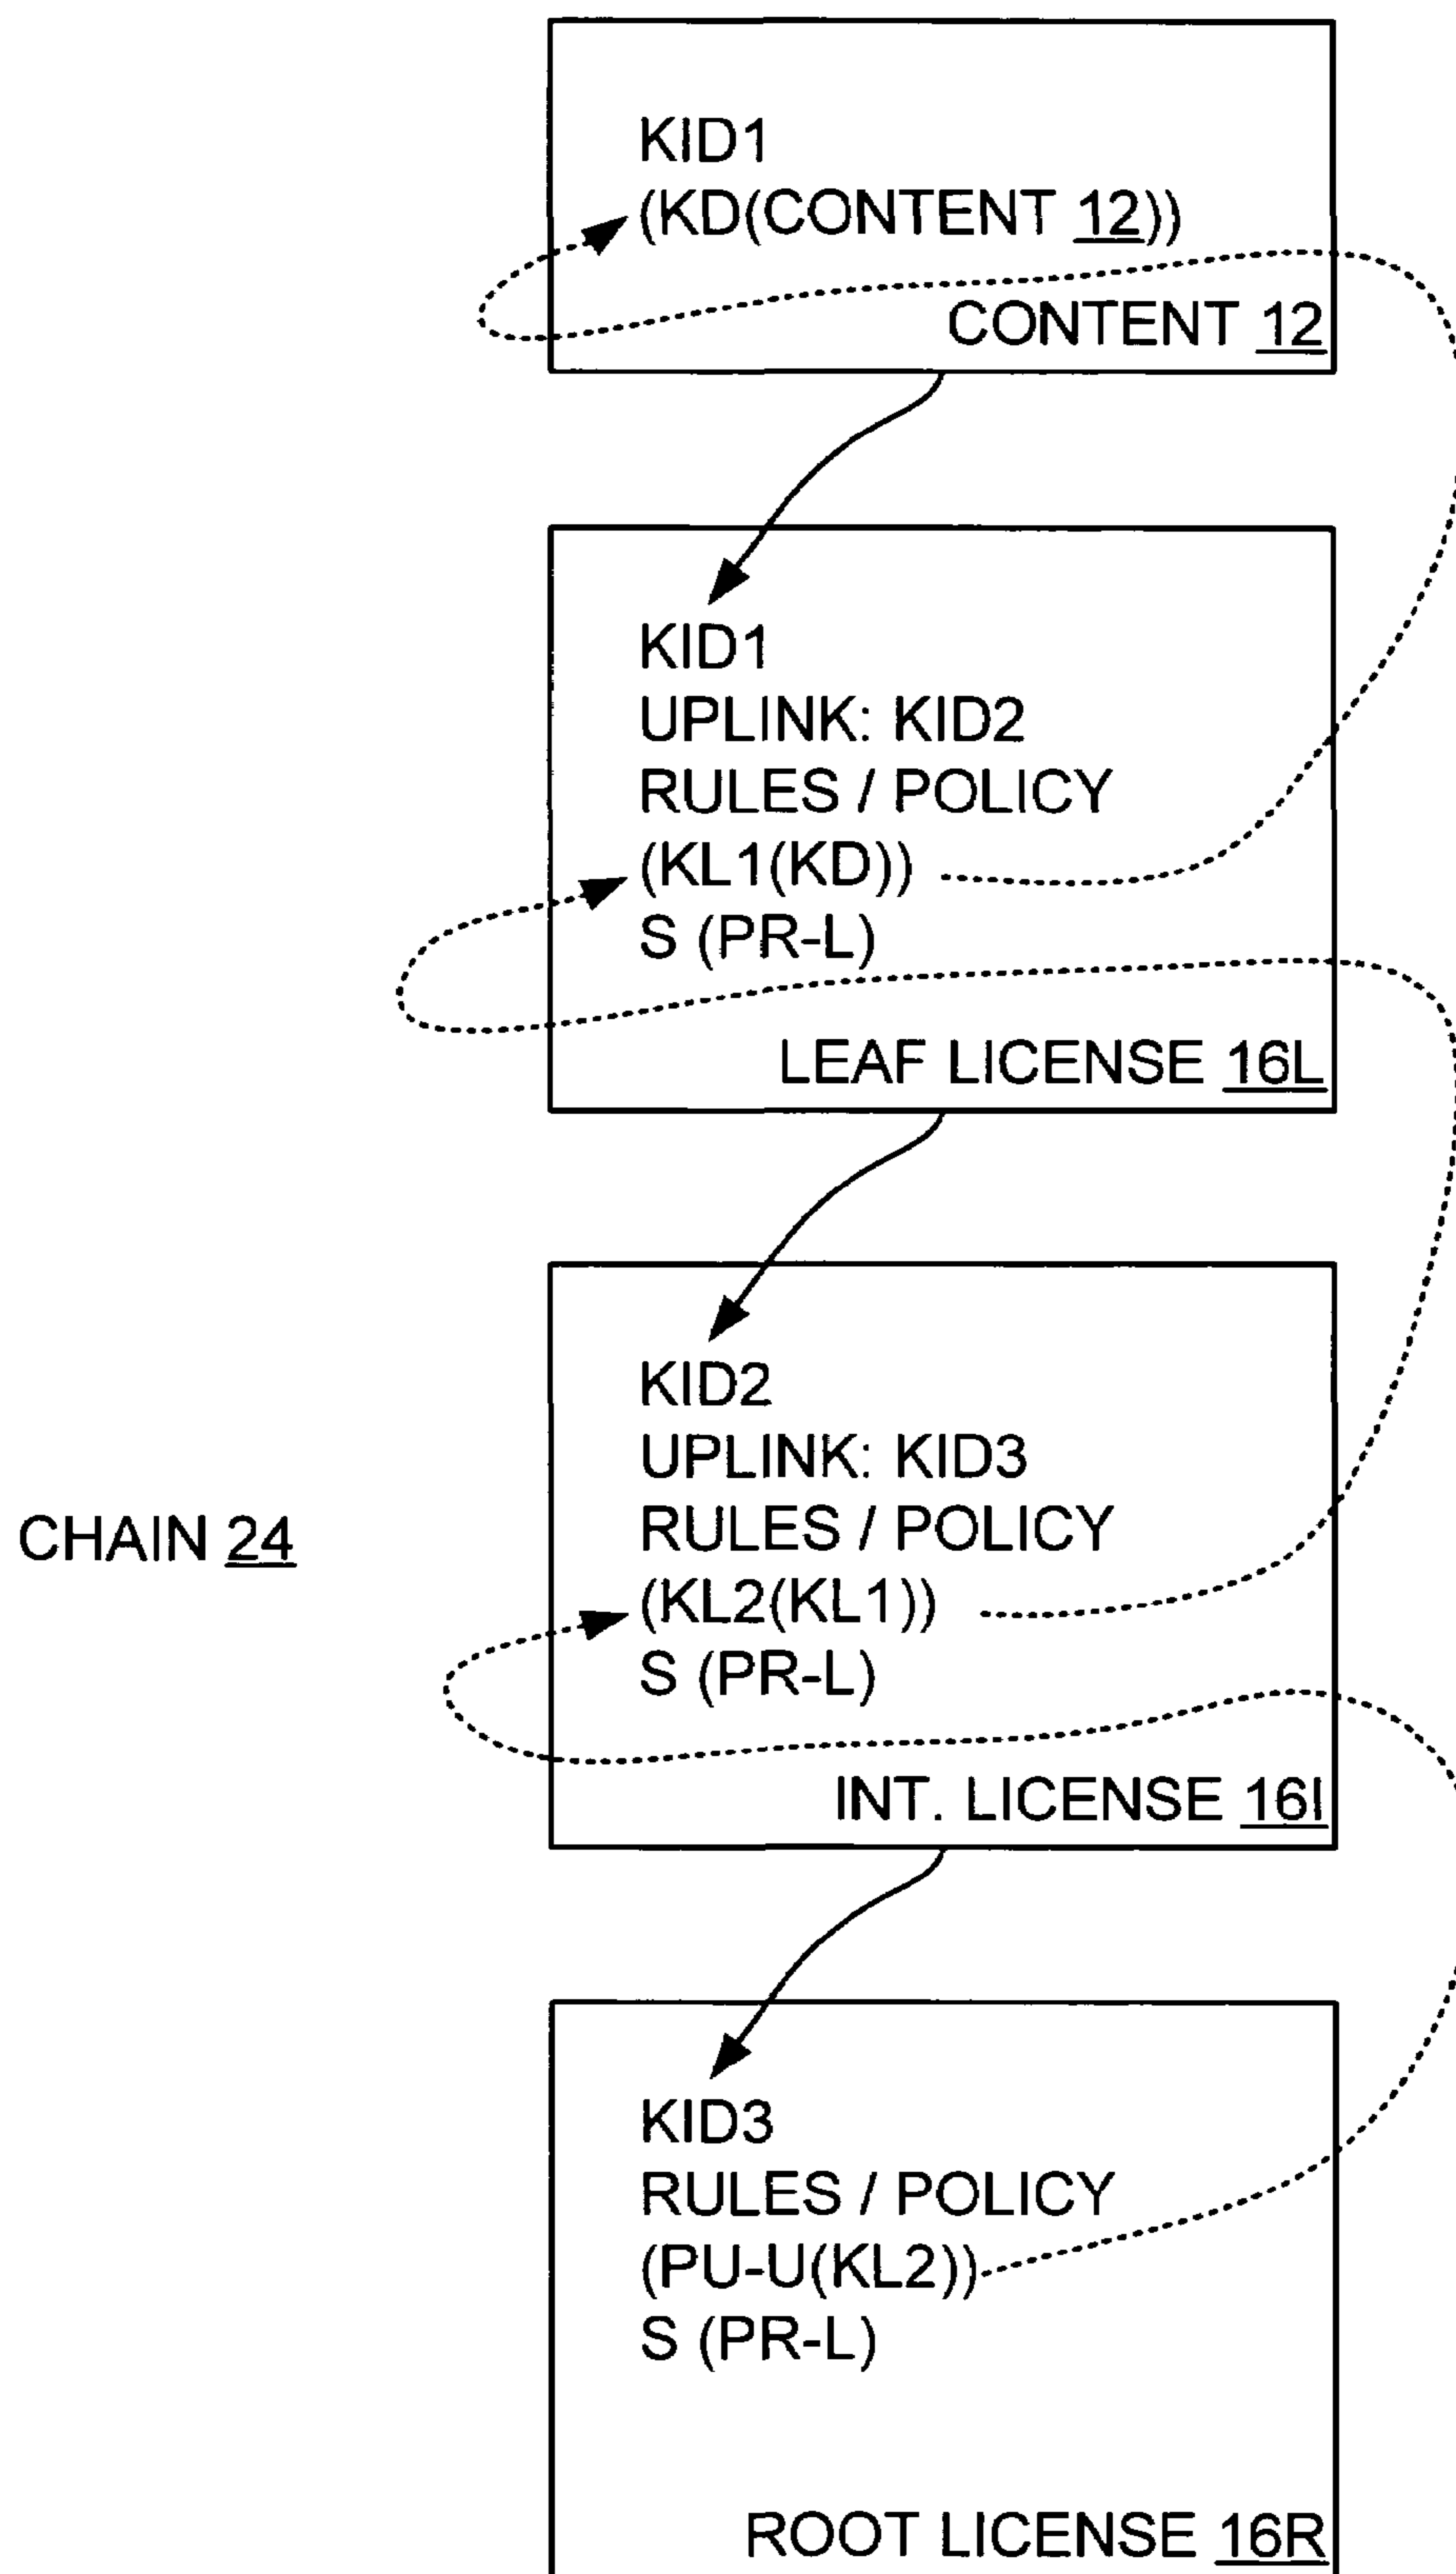 KID1
(KD(CONTENT 12))
CONTENT 12
KID1
UPLINK: KID2
RULES / POLICY
(KL1(KD))
S (PR-L)
LEAF LICENSE 16L
KID2
UPLINK: KID3
RULES / POLICY
CHAIN 24
(KL2(KL1))
S (PR-L)
INT. LICENSE 16I
KID3
RULES / POLICY
(PU-U(KL2))
S (PR-L)
ROOT LICENSE 16R